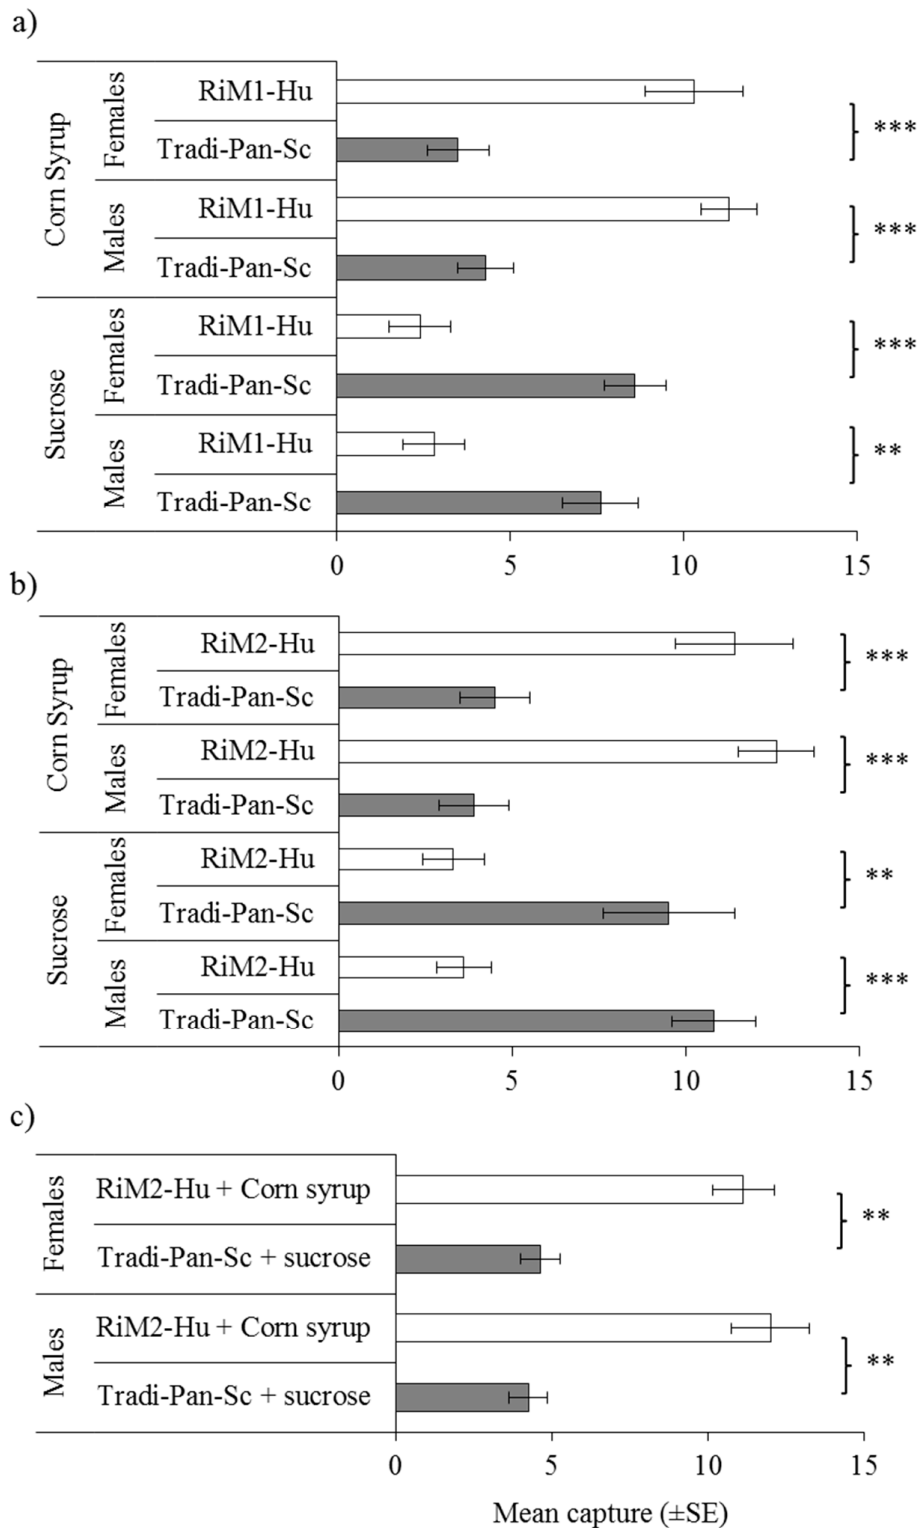 a)
Corn Syrup
Females
RiM1-Hu
***
Tradi-Pan-Sc
Males
RiM1-Hu
***
Tradi-Pan-Sc
Sucrose
Females
RiM1-Hu
***
Tradi-Pan-Sc
Males
RiM1-Hu
**
Tradi-Pan-Sc
0 5 10 15
b)
Corn Syrup
Females
RiM2-Hu
***
Tradi-Pan-Sc
Males
RiM2-Hu
***
Tradi-Pan-Sc
Sucrose
Females
RiM2-Hu
**
Tradi-Pan-Sc
Males
RiM2-Hu
***
Tradi-Pan-Sc
0 5 10 15
c)
Females
RiM2-Hu + Corn syrup
**
Tradi-Pan-Sc + sucrose
Males
RiM2-Hu + Corn syrup
**
Tradi-Pan-Sc + sucrose
0 5 10 15
Mean capture (±SE)